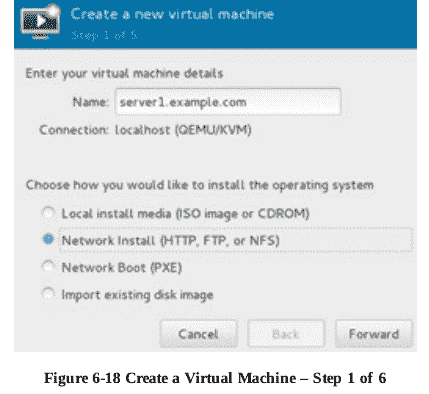 Create a new virtual machine
Step 1 of 5
Enter your virtual machine details
Name: server1.example.com
Connection: localhost (QEMU/KVM)
Choose how you would like to install the operating system
Local install media (ISO image or CDROM)
Network Install (HTTP, FTP, or NFS)
Network Boot (PXE)
Import existing disk image
Cancel Back Forward
Figure 6-18 Create a Virtual Machine – Step 1 of 6